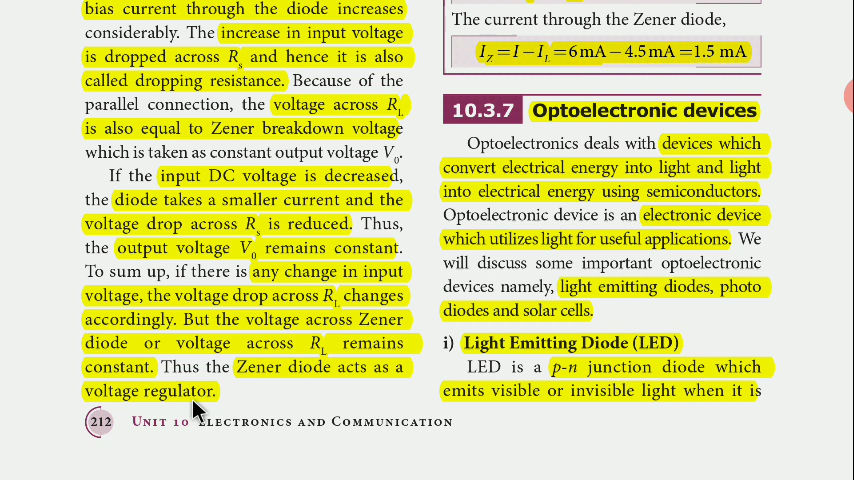 bias current through the diode increases
considerably. The increase in input voltage
is dropped across Rs and hence it is also
called dropping resistance. Because of the
parallel connection, the voltage across RL
is also equal to Zener breakdown voltage
which is taken as constant output voltage V0.
If the input DC voltage is decreased,
the diode takes a smaller current and the
voltage drop across Rs is reduced. Thus,
the output voltage V0 remains constant.
To sum up, if there is any change in input
voltage, the voltage drop across RL changes
accordingly. But the voltage across Zener
diode or voltage across RL remains
constant. Thus the Zener diode acts as a
voltage regulator.
The current through the Zener diode,
IZ = I − IL = 6 mA − 4.5 mA = 1.5 mA
10.3.7 Optoelectronic devices
Optoelectronics deals with devices which
convert electrical energy into light and light
into electrical energy using semiconductors.
Optoelectronic device is an electronic device
which utilizes light for useful applications. We
will discuss some important optoelectronic
devices namely, light emitting diodes, photo
diodes and solar cells.
i) Light Emitting Diode (LED)
LED is a p-n junction diode which
emits visible or invisible light when it is
212 Unit 10 Electronics and Communication